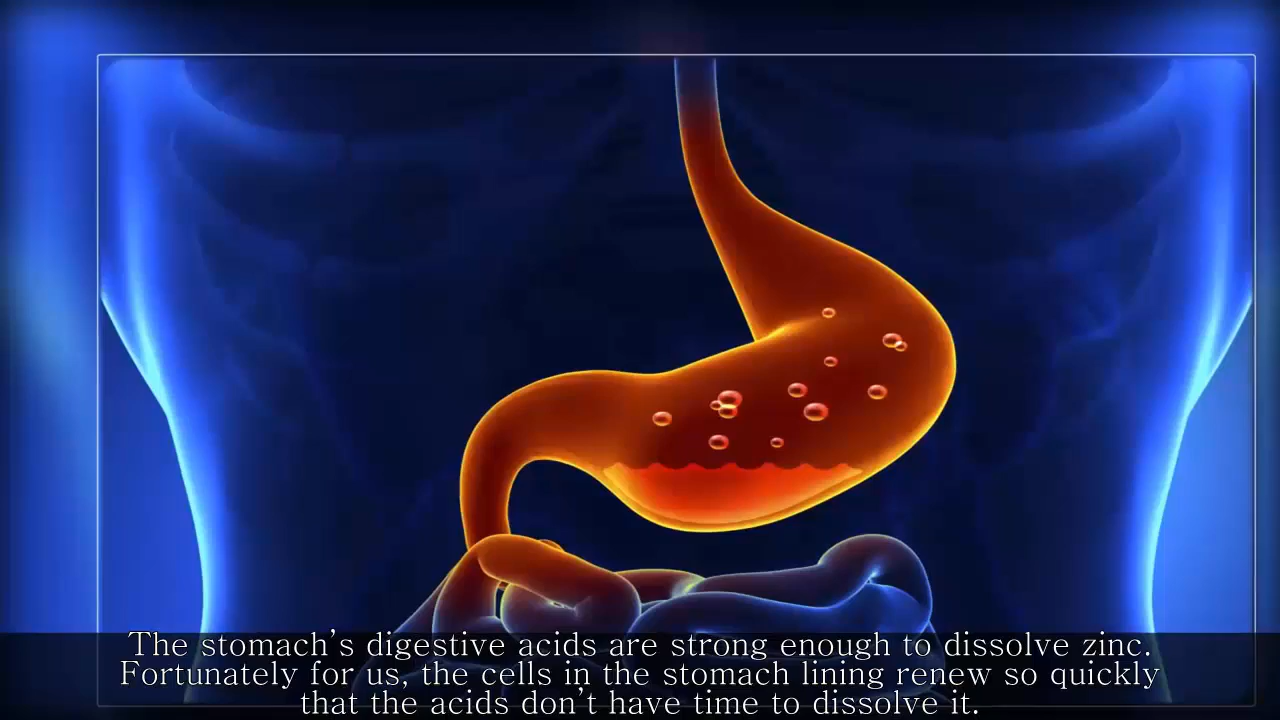 The stomach’s digestive acids are strong enough to dissolve zinc.
Fortunately for us, the cells in the stomach lining renew so quickly
that the acids don’t have time to dissolve it.